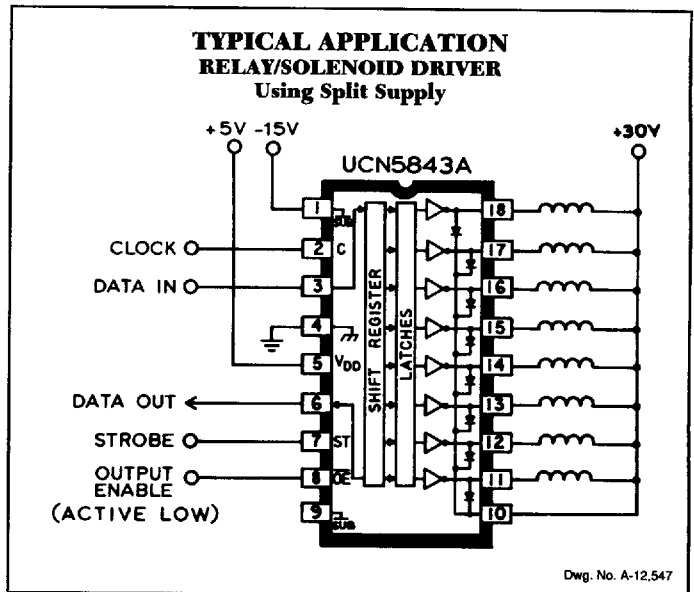 TYPICAL APPLICATION
RELAY/SOLENOID DRIVER
Using Split Supply
+5V -15V
+30V
UCN5843A
1 SUB 18
CLOCK 2 C 17
DATA IN 3 16
4 15
5 VDD 14
SHIFT REGISTER
LATCHES
DATA OUT 6 13
STROBE 7 ST 12
OUTPUT ENABLE 8 OE 11
(ACTIVE LOW) 9 SUB 10
Dwg. No. A-12,547